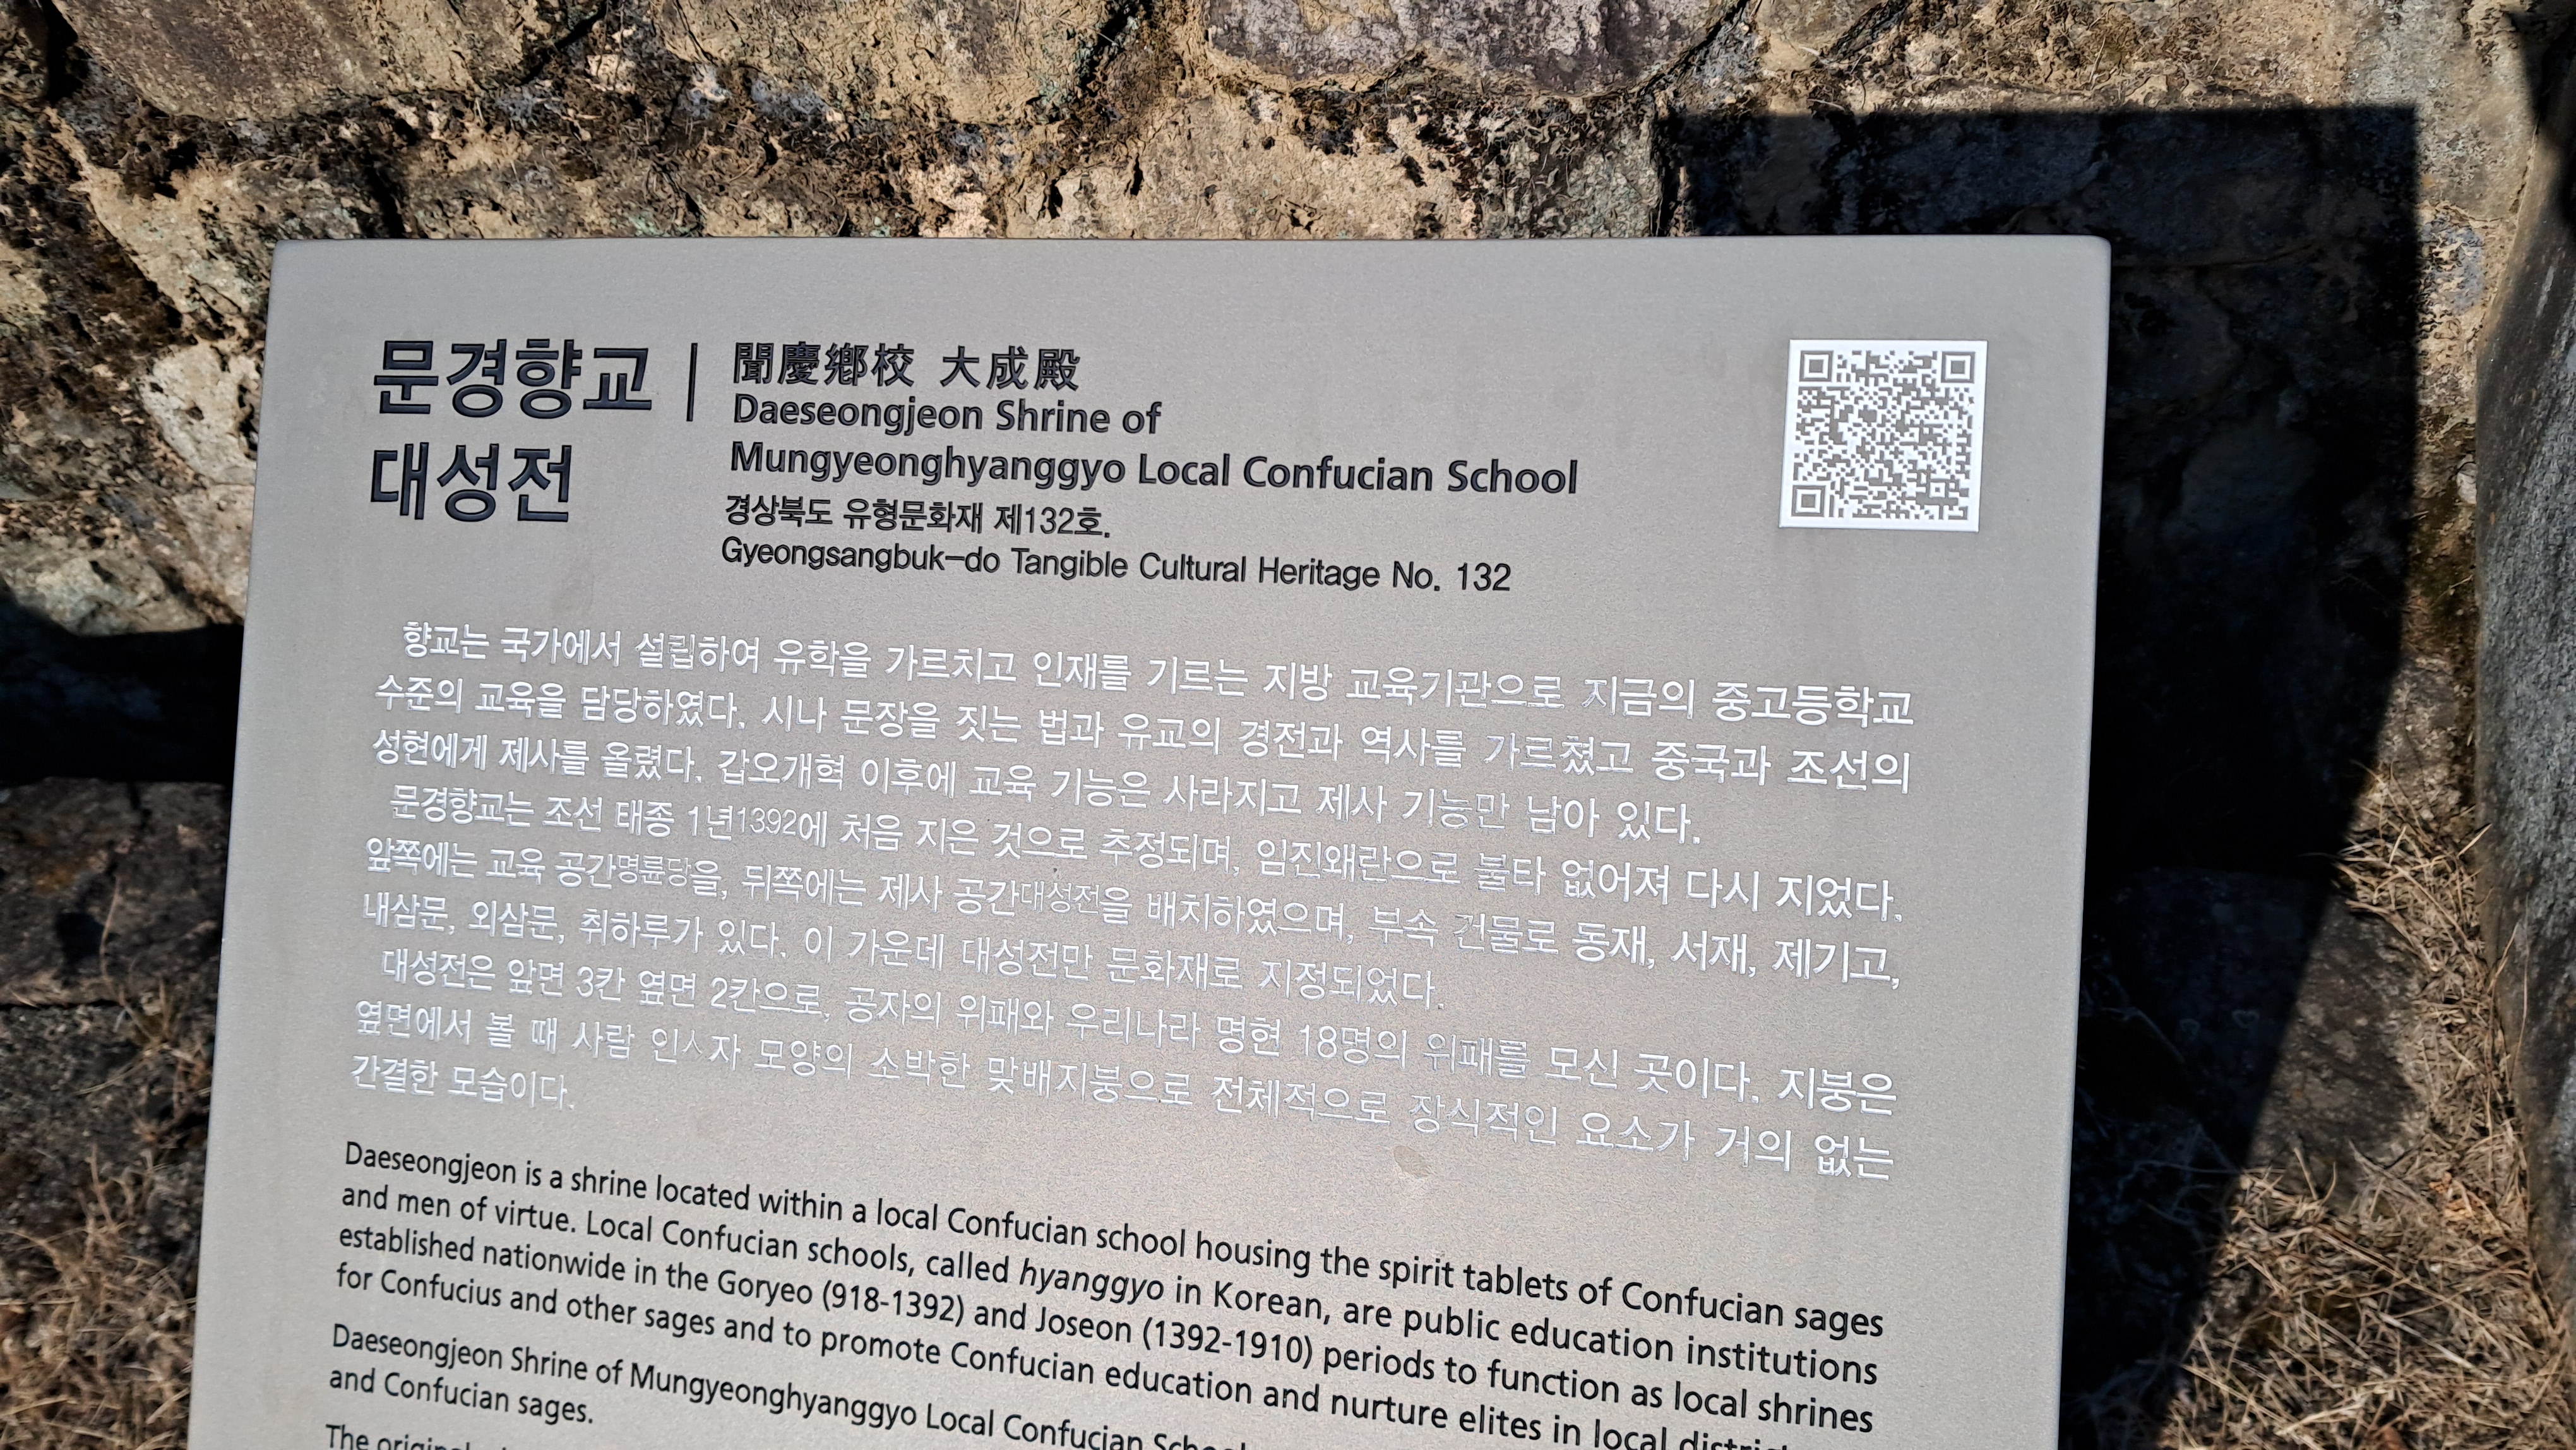 문경향교
대성전
聞慶鄕校 大成殿
Daeseongjeon Shrine of
Mungyeonghyanggyo Local Confucian School
경상북도 유형문화재 제132호.
Gyeongsangbuk-do Tangible Cultural Heritage No. 132
향교는 국가에서 설립하여 유학을 가르치고 인재를 기르는 지방 교육기관으로 지금의 중고등학교
수준의 교육을 담당하였다. 시나 문장을 짓는 법과 유교의 경전과 역사를 가르쳤고 중국과 조선의
성현에게 제사를 올렸다. 갑오개혁 이후에 교육 기능은 사라지고 제사 기능만 남아 있다.
문경향교는 조선 태종 1년1392에 처음 지은 것으로 추정되며, 임진왜란으로 불타 없어져 다시 지었다.
앞쪽에는 교육 공간명륜당을, 뒤쪽에는 제사 공간대성전을 배치하였으며, 부속 건물로 동재, 서재, 제기고,
내삼문, 외삼문, 취하루가 있다. 이 가운데 대성전만 문화재로 지정되었다.
대성전은 앞면 3칸 옆면 2칸으로, 공자의 위패와 우리나라 명현 18명의 위패를 모신 곳이다. 지붕은
옆면에서 볼 때 사람 인ㅅ자 모양의 소박한 맞배지붕으로 전체적으로 장식적인 요소가 거의 없는
간결한 모습이다.
Daeseongjeon is a shrine located within a local Confucian school housing the spirit tablets of Confucian sages
and men of virtue. Local Confucian schools, called hyanggyo in Korean, are public education institutions
established nationwide in the Goryeo (918-1392) and Joseon (1392-1910) periods to function as local shrines
for Confucius and other sages and to promote Confucian education and nurture elites in local
Daeseongjeon Shrine of Mungyeonghyanggyo Local Confucian School
and Confucian sages.
The